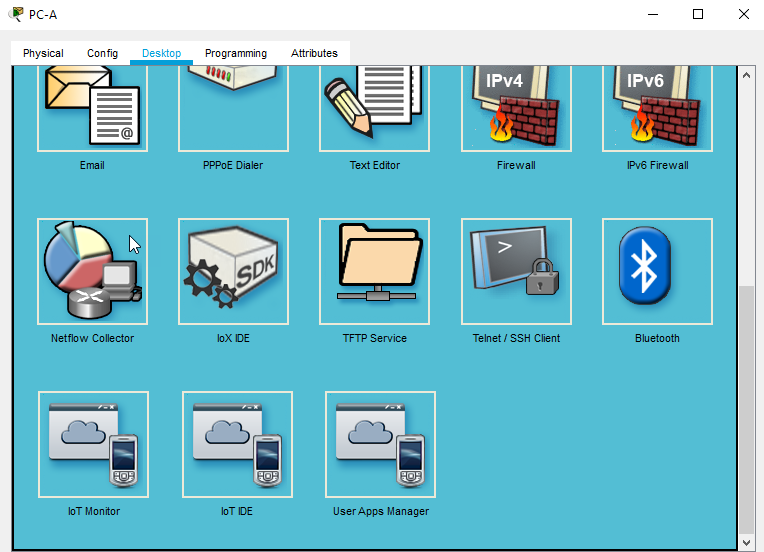 PC-A
Physical Config Desktop Programming Attributes
IPv4 IPv6
@
Email PPPoE Dialer Text Editor Firewall IPv6 Firewall
SDK
>
Netflow Collector IoX IDE TFTP Service Telnet / SSH Client Bluetooth
IoT Monitor IoT IDE User Apps Manager